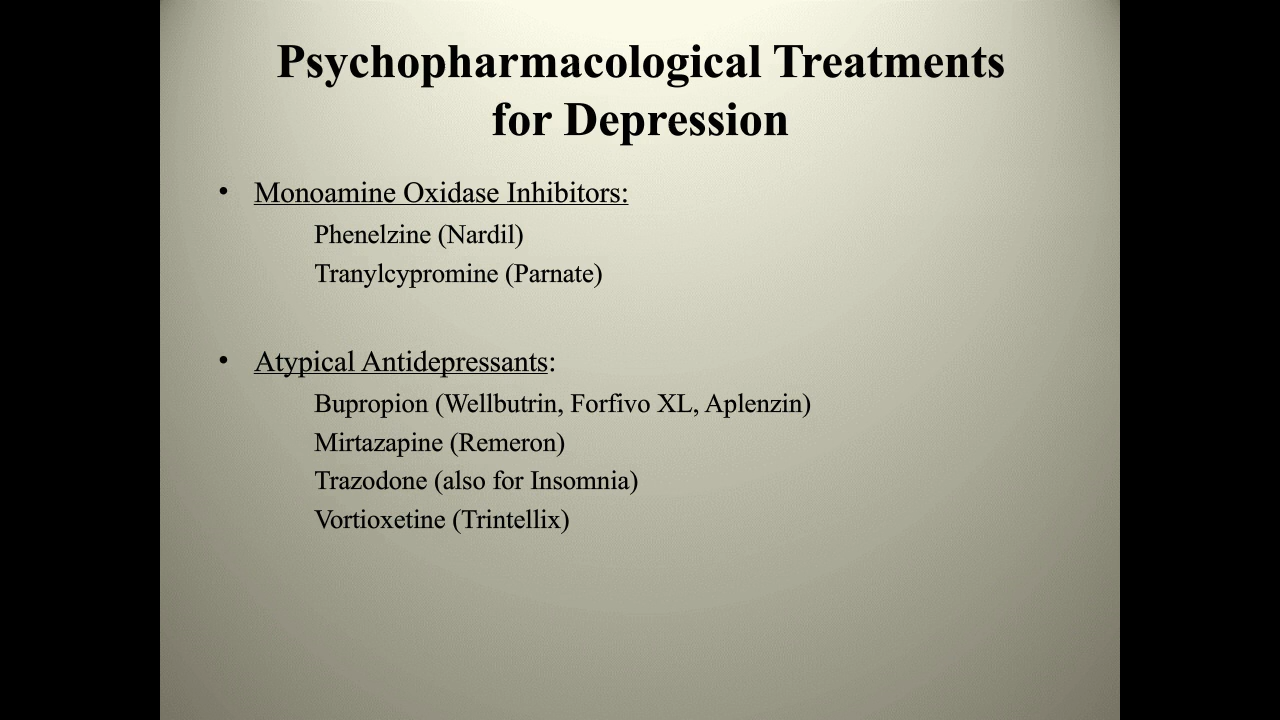 Psychopharmacological Treatments
for Depression
• Monoamine Oxidase Inhibitors:
Phenelzine (Nardil)
Tranylcypromine (Parnate)
• Atypical Antidepressants:
Bupropion (Wellbutrin, Forfivo XL, Aplenzin)
Mirtazapine (Remeron)
Trazodone (also for Insomnia)
Vortioxetine (Trintellix)